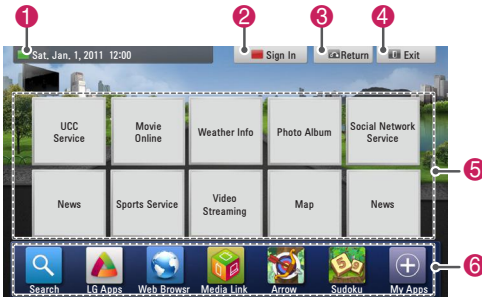 1 2 3 4
Sat. Jan. 1, 2011 12:00 Sign In Return Exit
UCC Service Movie Online Weather Info Photo Album Social Network Service
5
News Sports Service Video Streaming Map News
6
Search LG Apps Web Browsr Media Link Arrow Sudoku My Apps